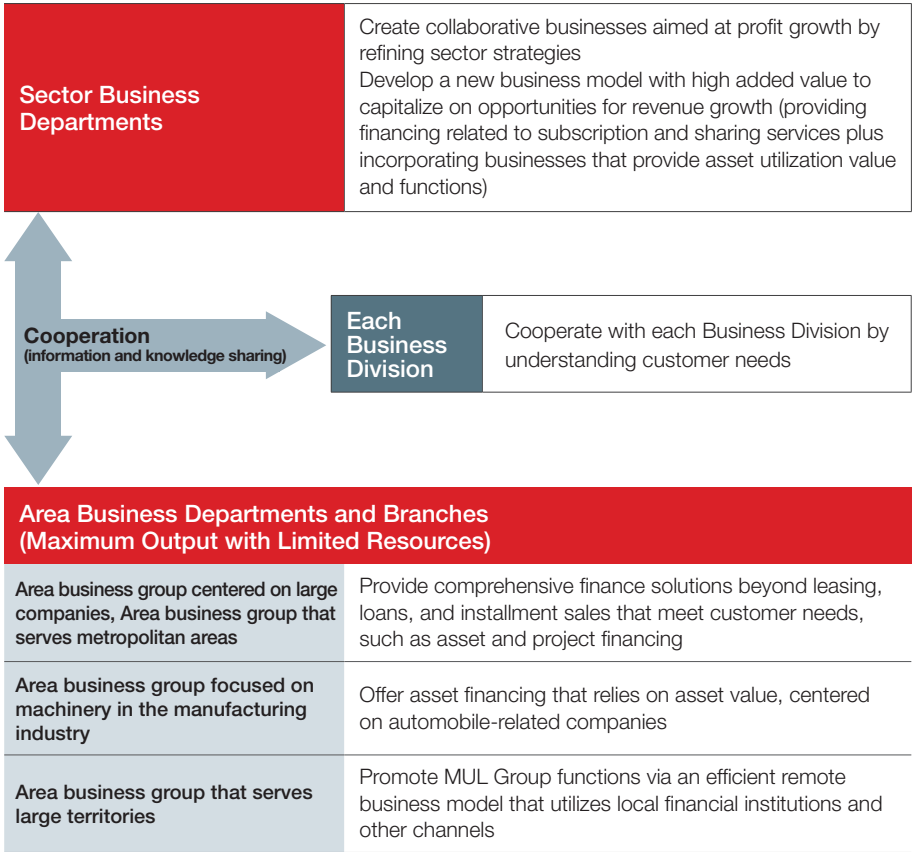 Sector Business
Departments
Create collaborative businesses aimed at profit growth by
refining sector strategies
Develop a new business model with high added value to
capitalize on opportunities for revenue growth (providing
financing related to subscription and sharing services plus
incorporating businesses that provide asset utilization value
and functions)
Cooperation
(information and knowledge sharing)
Each
Business
Division
Cooperate with each Business Division by
understanding customer needs
Area Business Departments and Branches
(Maximum Output with Limited Resources)
Area business group centered on large
companies, Area business group that
serves metropolitan areas
Provide comprehensive finance solutions beyond leasing,
loans, and installment sales that meet customer needs,
such as asset and project financing
Area business group focused on
machinery in the manufacturing
industry
Offer asset financing that relies on asset value, centered
on automobile-related companies
Area business group that serves
large territories
Promote MUL Group functions via an efficient remote
business model that utilizes local financial institutions and
other channels